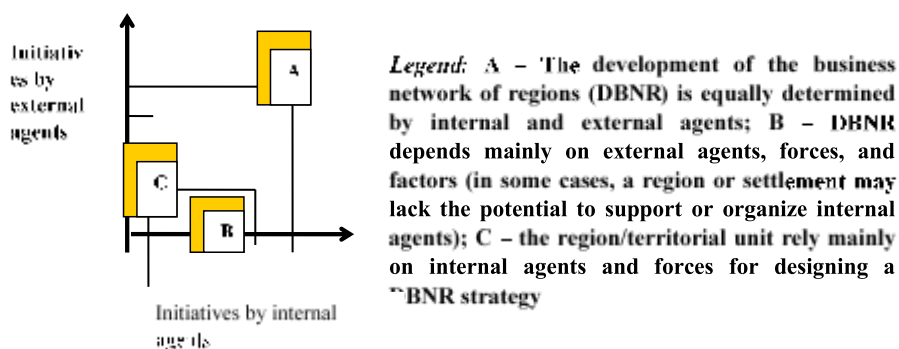 Initiativ
es by
external
agents
A
C
B
Initiatives by internal
agents
Legend: A – The development of the business
network of regions (DBNR) is equally determined
by internal and external agents; B – DBNR
depends mainly on external agents, forces, and
factors (in some cases, a region or settlement may
lack the potential to support or organize internal
agents); C – the region/territorial unit rely mainly
on internal agents and forces for designing a
DBNR strategy